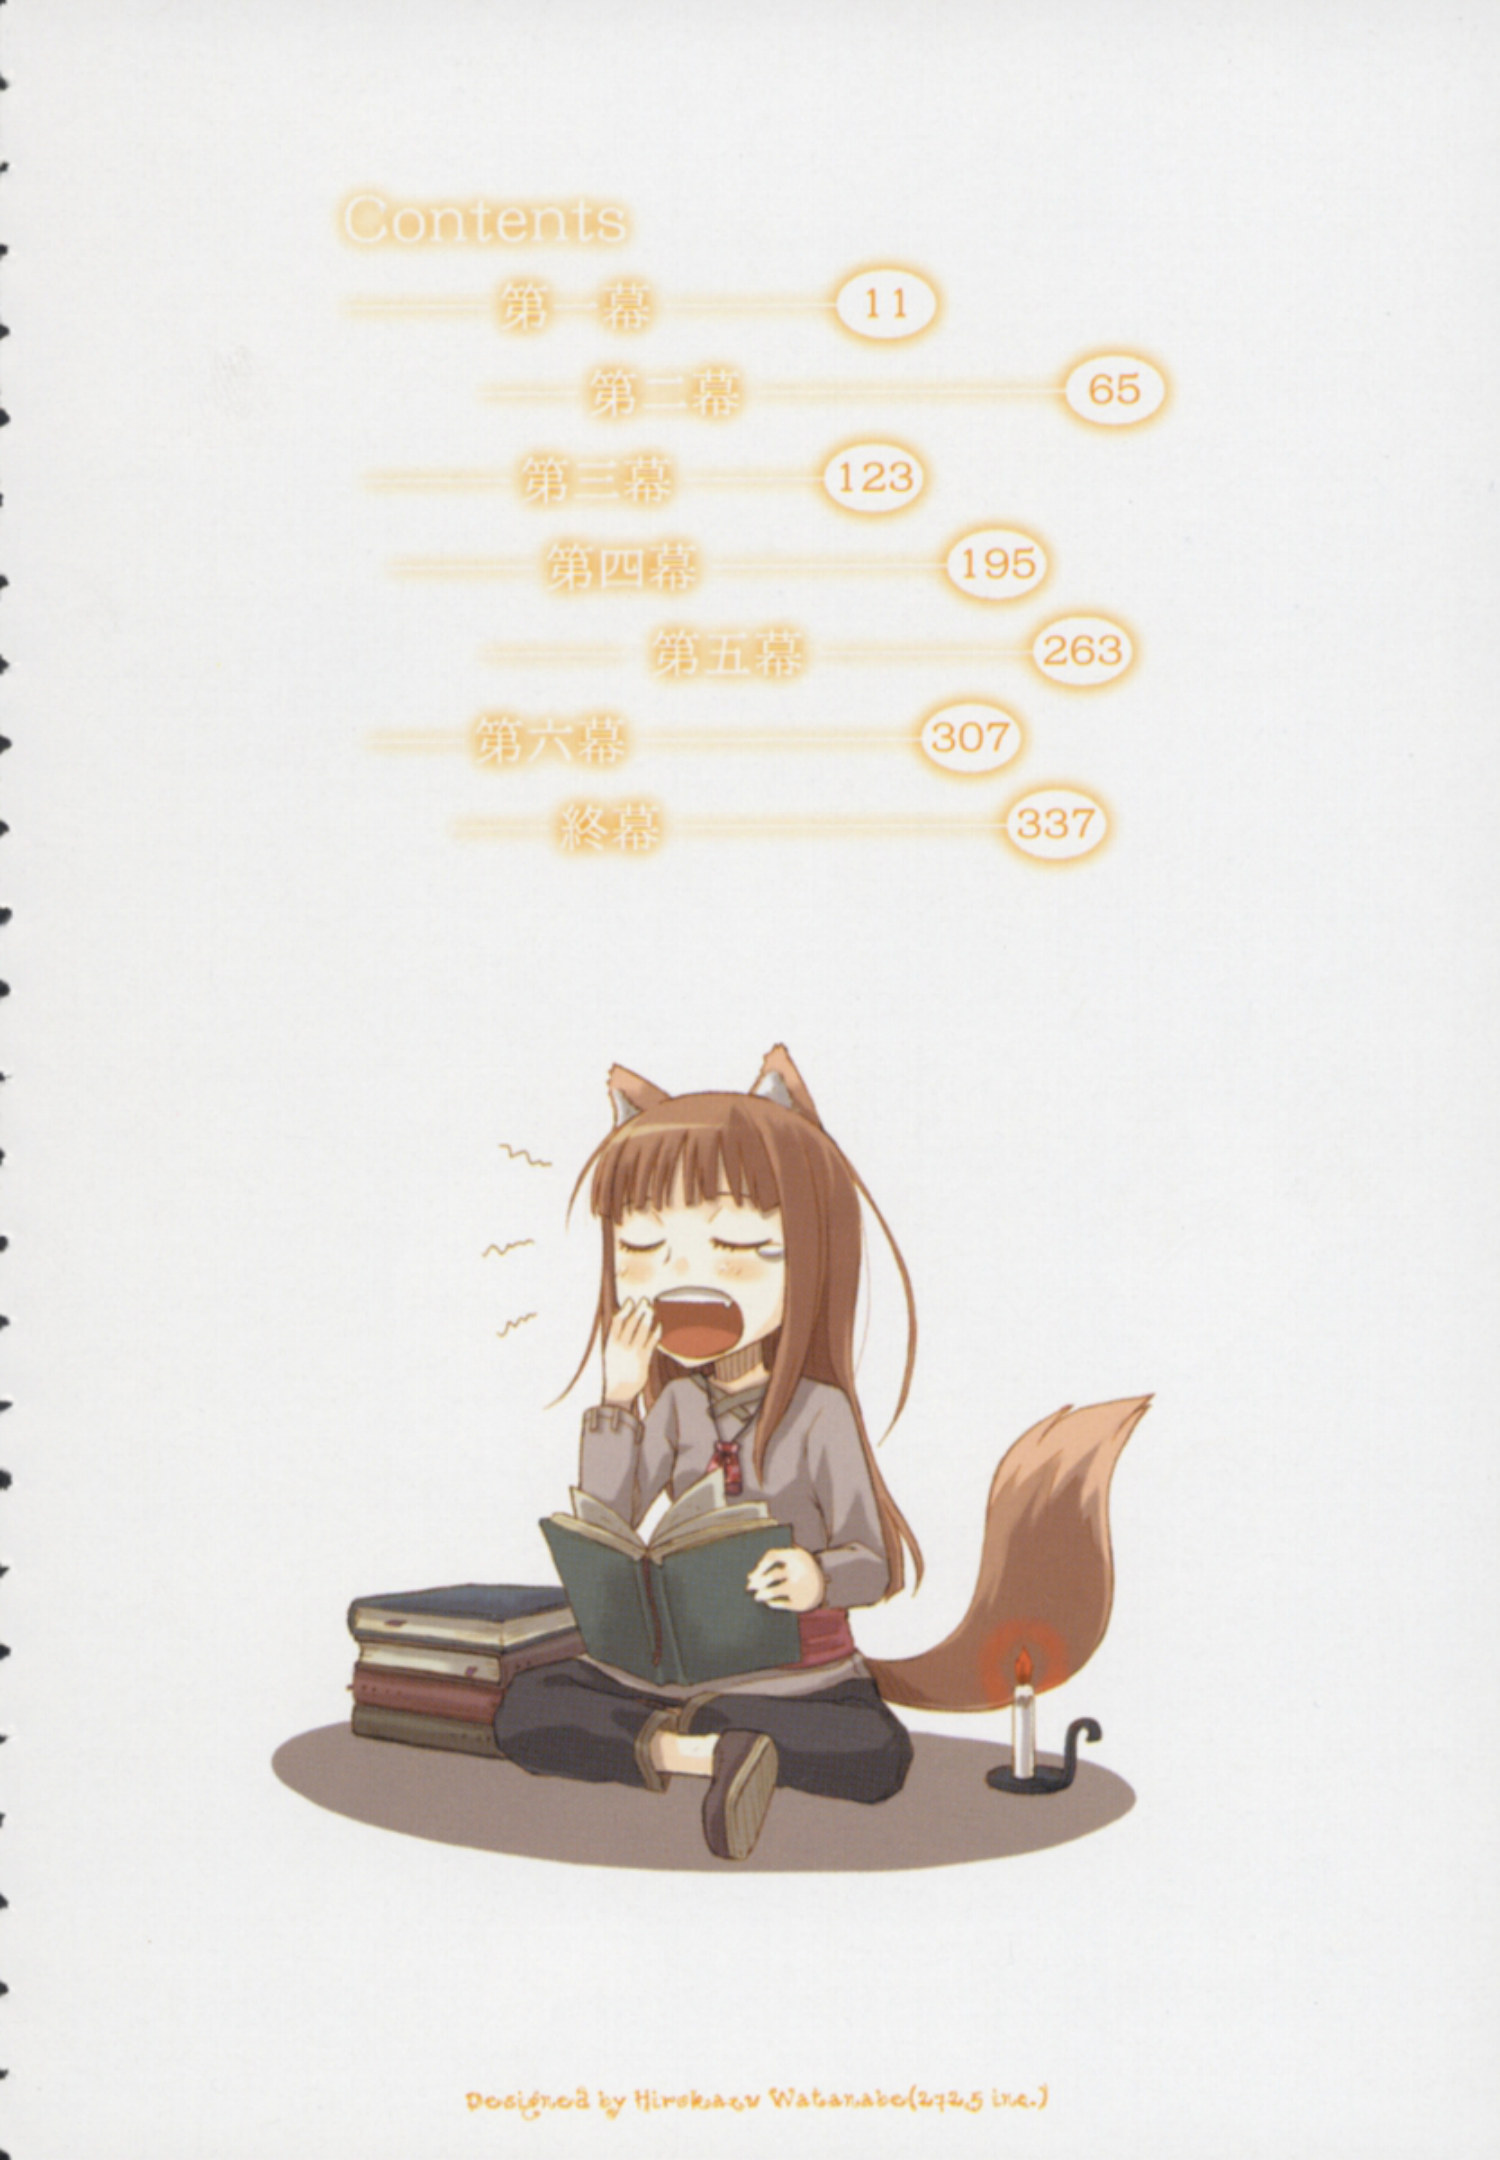 Contents
第一幕 11
第二幕 65
第三幕 123
第四幕 195
第五幕 263
第六幕 307
終幕 337
Designed by Hirokazu Watanabe(2725 inc.)